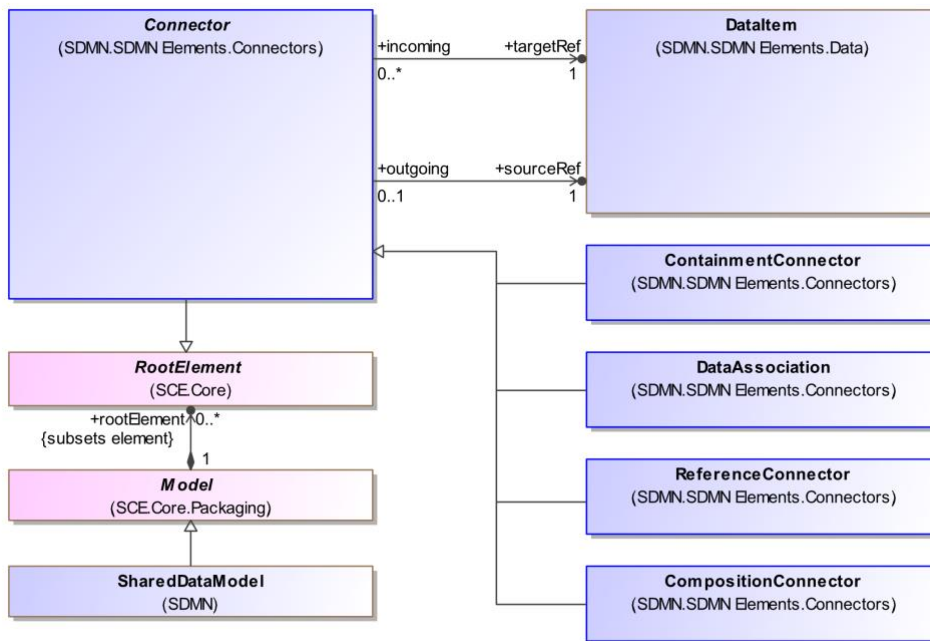 Connector
(SDMN.SDMN Elements.Connectors)
+incoming
0..*
+targetRef
1
DataItem
(SDMN.SDMN Elements.Data)
+outgoing
0..1
+sourceRef
1
ContainmentConnector
(SDMN.SDMN Elements.Connectors)
RootElement
(SCE.Core)
DataAssociation
(SDMN.SDMN Elements.Connectors)
+rootElement
0..*
{subsets element}
1
Model
(SCE.Core.Packaging)
ReferenceConnector
(SDMN.SDMN Elements.Connectors)
SharedDataModel
(SDMN)
CompositionConnector
(SDMN.SDMN Elements.Connectors)